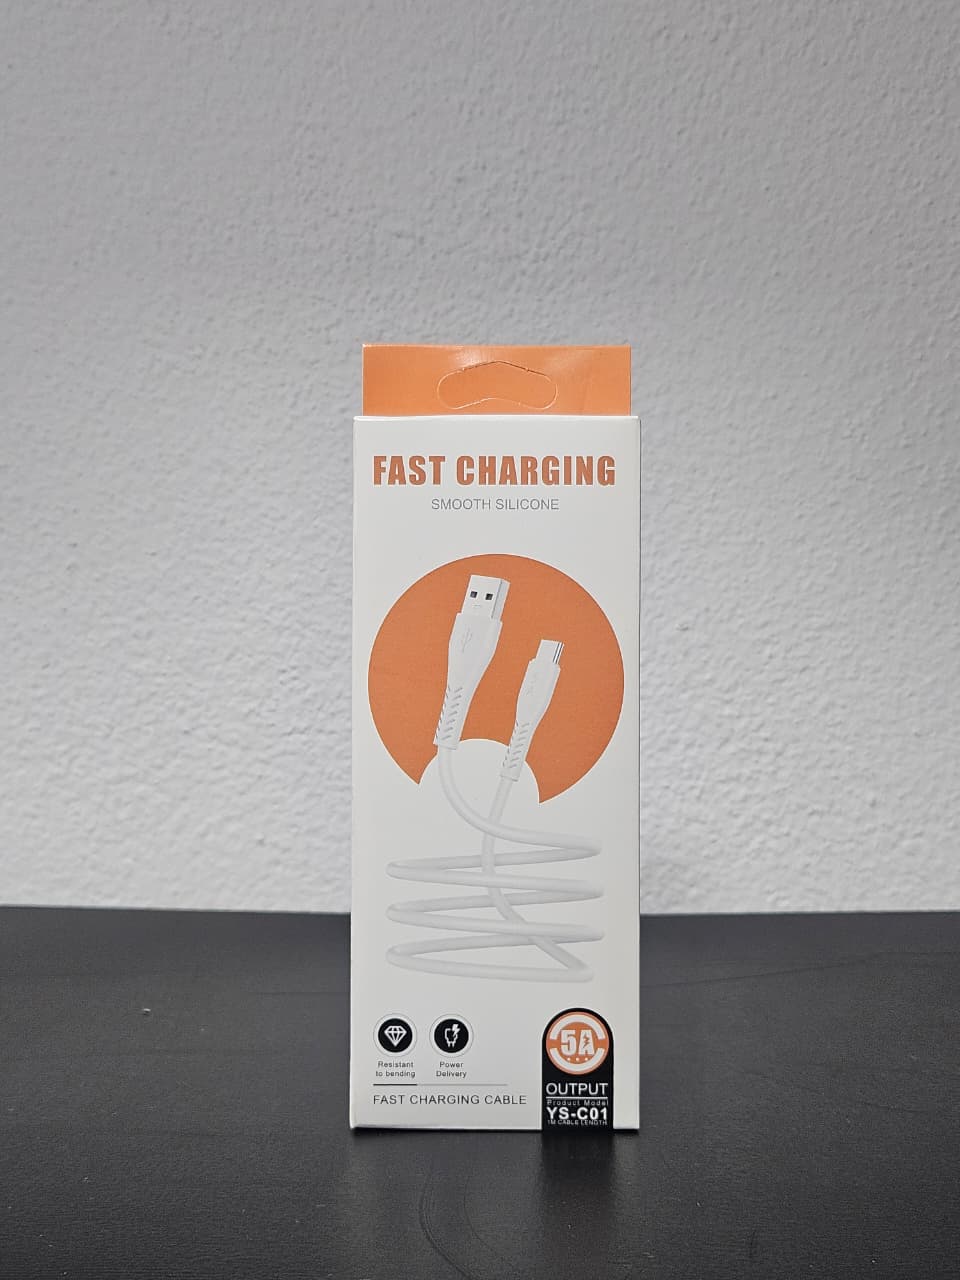 FAST CHARGING
SMOOTH SILICONE
Resistant
to bending
Power
Delivery
FAST CHARGING CABLE
5A
OUTPUT
Product Model
YS-C01
1M CABLE LENGTH